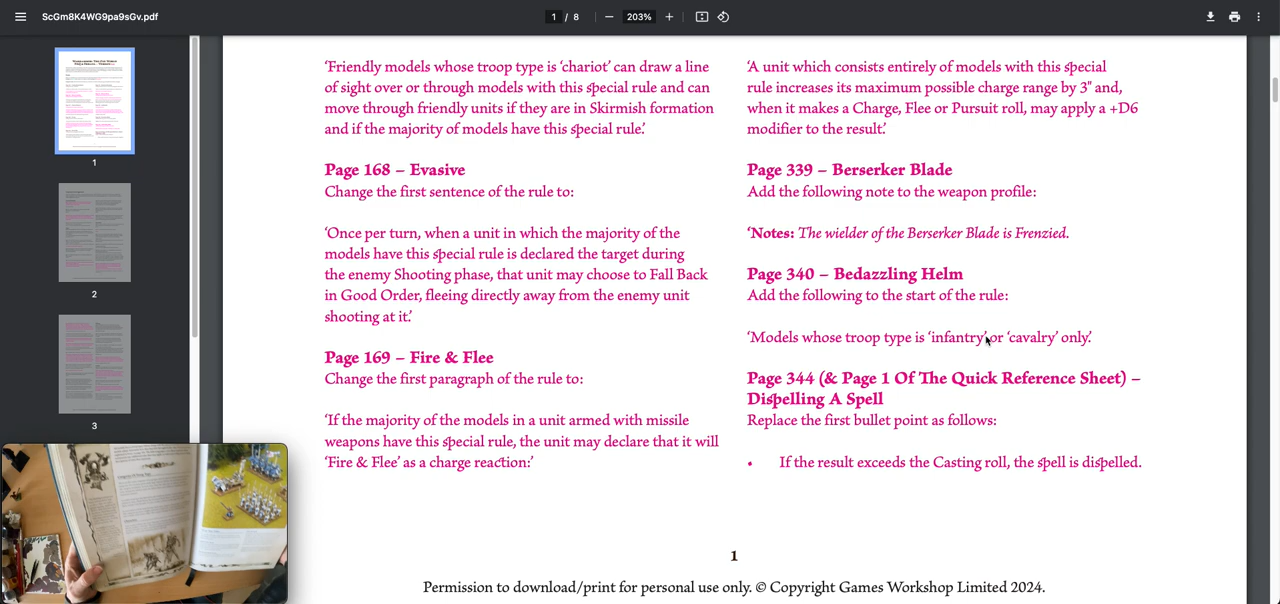 ScGm8K4WG9pa9sGv.pdf
1 / 8
203%
1
2
3
‘Friendly models whose troop type is ‘chariot’ can draw a line
of sight over or through models with this special rule and can
move through friendly units if they are in Skirmish formation
and if the majority of models have this special rule.’
Page 168 – Evasive
Change the first sentence of the rule to:
‘Once per turn, when a unit in which the majority of the
models have this special rule is declared the target during
the enemy Shooting phase, that unit may choose to Fall Back
in Good Order, fleeing directly away from the enemy unit
shooting at it.’
Page 169 – Fire & Flee
Change the first paragraph of the rule to:
‘If the majority of the models in a unit armed with missile
weapons have this special rule, the unit may declare that it will
‘Fire & Flee’ as a charge reaction:’
‘A unit which consists entirely of models with this special
rule increases its maximum possible charge range by 3" and,
when it makes a Charge, Flee or Pursuit roll, may apply a +D6
modifier to the result.’
Page 339 – Berserker Blade
Add the following note to the weapon profile:
‘Notes: The wielder of the Berserker Blade is Frenzied.
Page 340 – Bedazzling Helm
Add the following to the start of the rule:
‘Models whose troop type is ‘infantry’ or ‘cavalry’ only.’
Page 344 (& Page 1 Of The Quick Reference Sheet) –
Dispelling A Spell
Replace the first bullet point as follows:
• If the result exceeds the Casting roll, the spell is dispelled.
1
Permission to download/print for personal use only. © Copyright Games Workshop Limited 2024.